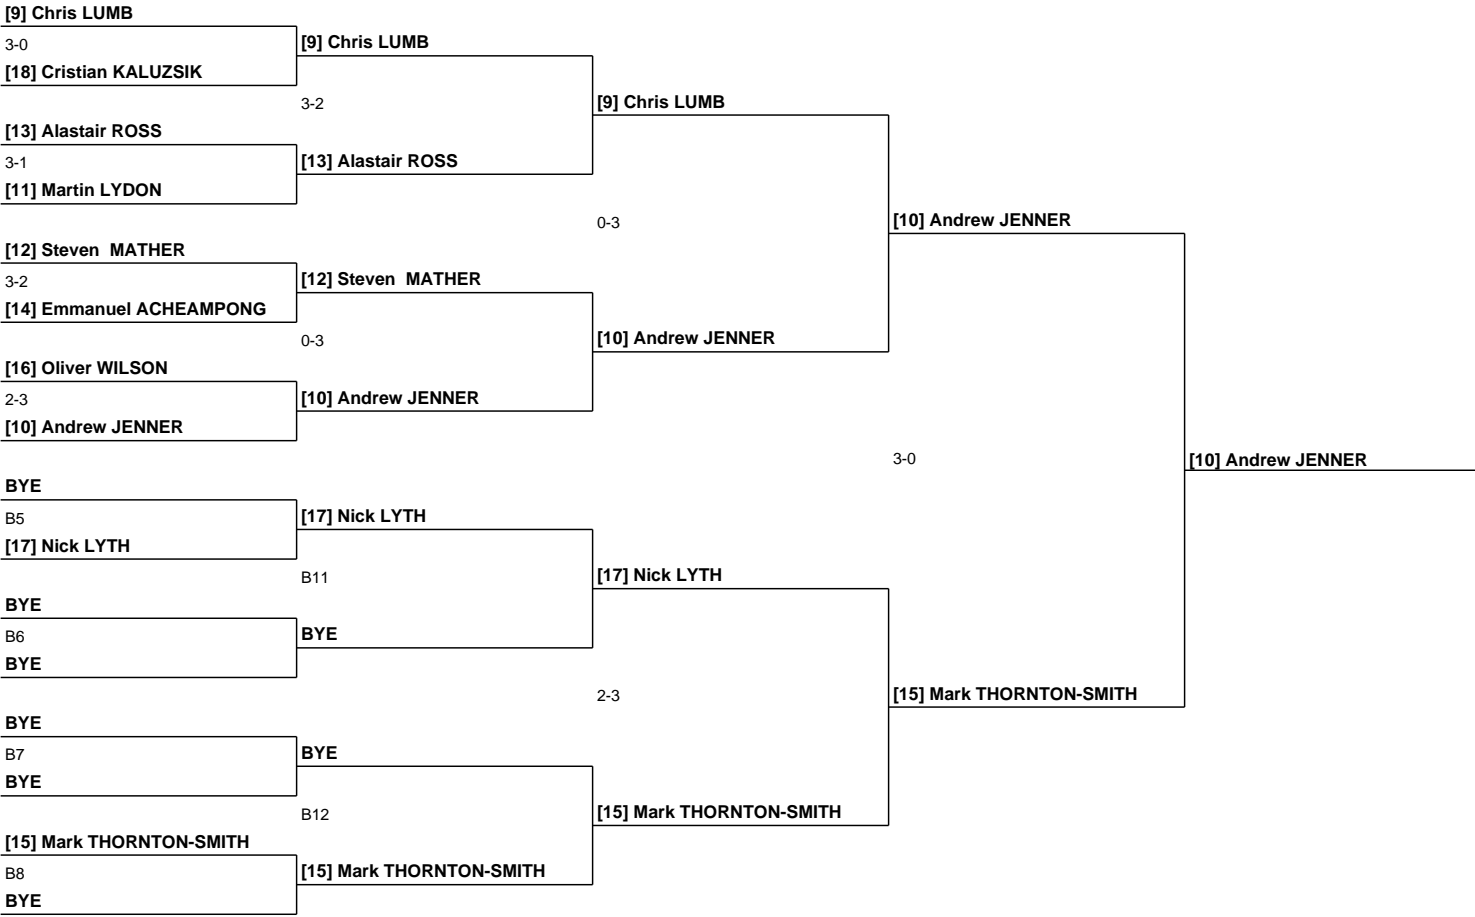 [9] Chris LUMB
3-0
[18] Cristian KALUZSIK
[13] Alastair ROSS
3-1
[11] Martin LYDON
[12] Steven  MATHER
3-2
[14] Emmanuel ACHEAMPONG
[16] Oliver WILSON
2-3
[10] Andrew JENNER
BYE
B5
[17] Nick LYTH
BYE
B6
BYE
BYE
B7
BYE
[15] Mark THORNTON-SMITH
B8
BYE
[9] Chris LUMB
3-2
[13] Alastair ROSS
[12] Steven  MATHER
0-3
[10] Andrew JENNER
[17] Nick LYTH
B11
BYE
BYE
B12
[15] Mark THORNTON-SMITH
[9] Chris LUMB
0-3
[10] Andrew JENNER
[17] Nick LYTH
2-3
[15] Mark THORNTON-SMITH
[10] Andrew JENNER
3-0
[15] Mark THORNTON-SMITH
[10] Andrew JENNER